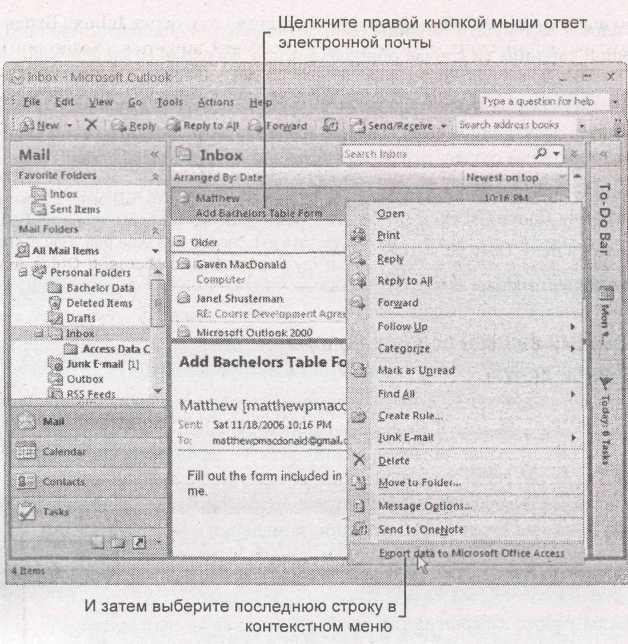 Щелкните правой кнопкой мыши ответ
электронной почты
Inbox - Microsoft Outlook
File Edit View Go Tools Actions Help
Type a question for help
New Reply Reply to All Forward Send/Receive Search address books
Mail
Inbox
Search Inbox
Favorite Folders
Arranged By: Date
Newest on top
Inbox
Sent Items
Matthew
10:16 PM
Add Bachelors Table Form
Mail Folders
Older
All Mail Items
Personal Folders
Bachelor Data
Deleted Items
Drafts
Inbox
Access Data C
Junk E-mail [1]
Outbox
RSS Feeds
Gaven MacDonald
Computer
Janet Shusterman
RE: Course Development Agree
Microsoft Outlook 2000
Add Bachelors Table Fo
Matthew [matthewpmacd
Sent: Sat 11/18/2006 10:16 PM
To: matthewpmacdonald@gmail.c
Fill out the form included in
me.
Mail
Calendar
Contacts
Tasks
4 Items
Open
Print
Reply
Reply to All
Forward
Follow Up
Categorize
Mark as Unread
Find All
Create Rule...
Junk E-mail
Delete
Move to Folder...
Message Options...
Send to OneNote
Export data to Microsoft Office Access
To-Do Bar
Today: 6 Tasks
И затем выберите последнюю строку в
контекстном меню